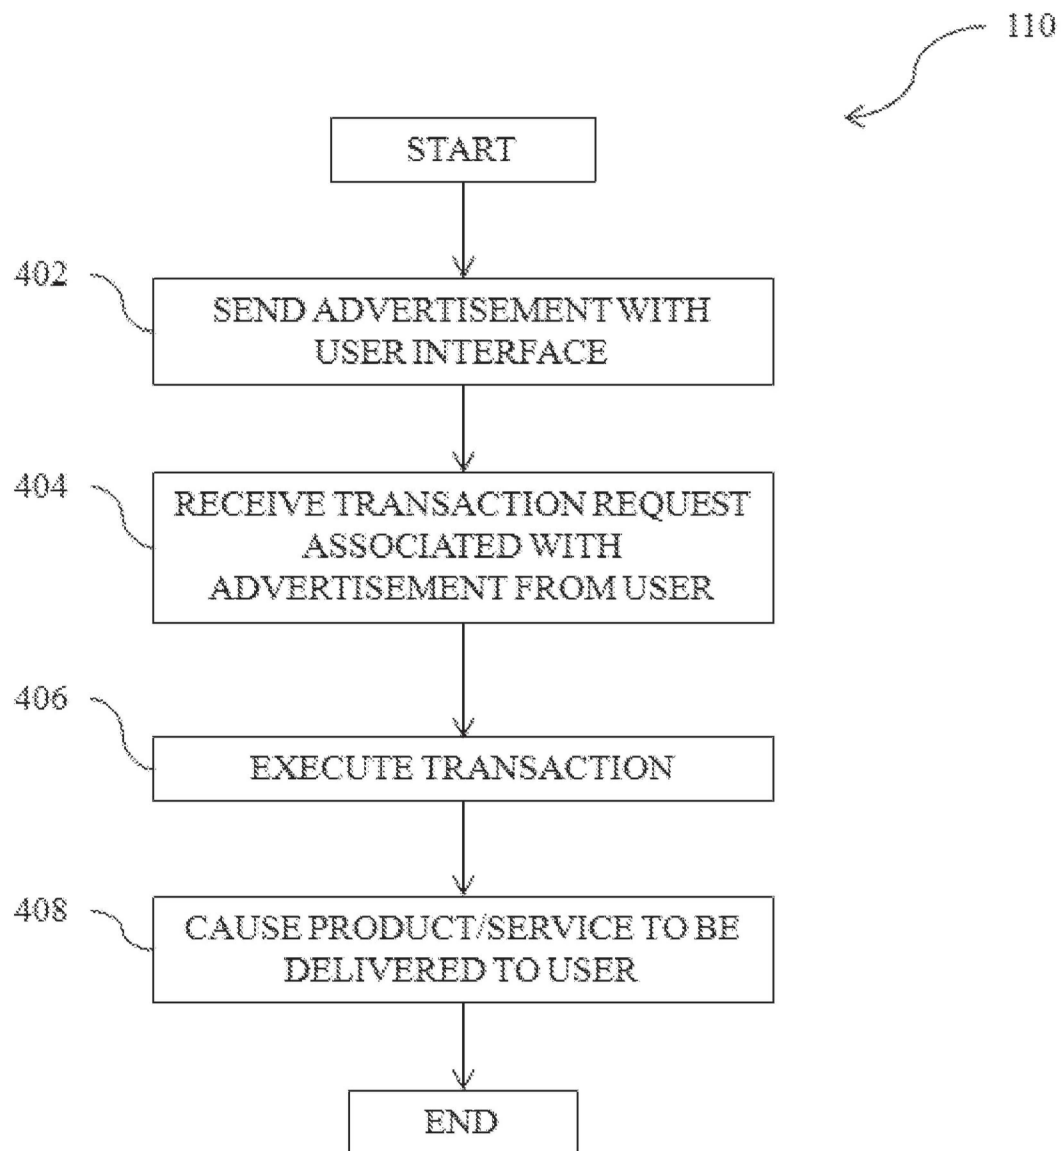 110
START
402
SEND ADVERTISEMENT WITH
USER INTERFACE
404
RECEIVE TRANSACTION REQUEST
ASSOCIATED WITH
ADVERTISEMENT FROM USER
406
EXECUTE TRANSACTION
408
CAUSE PRODUCT/SERVICE TO BE
DELIVERED TO USER
END